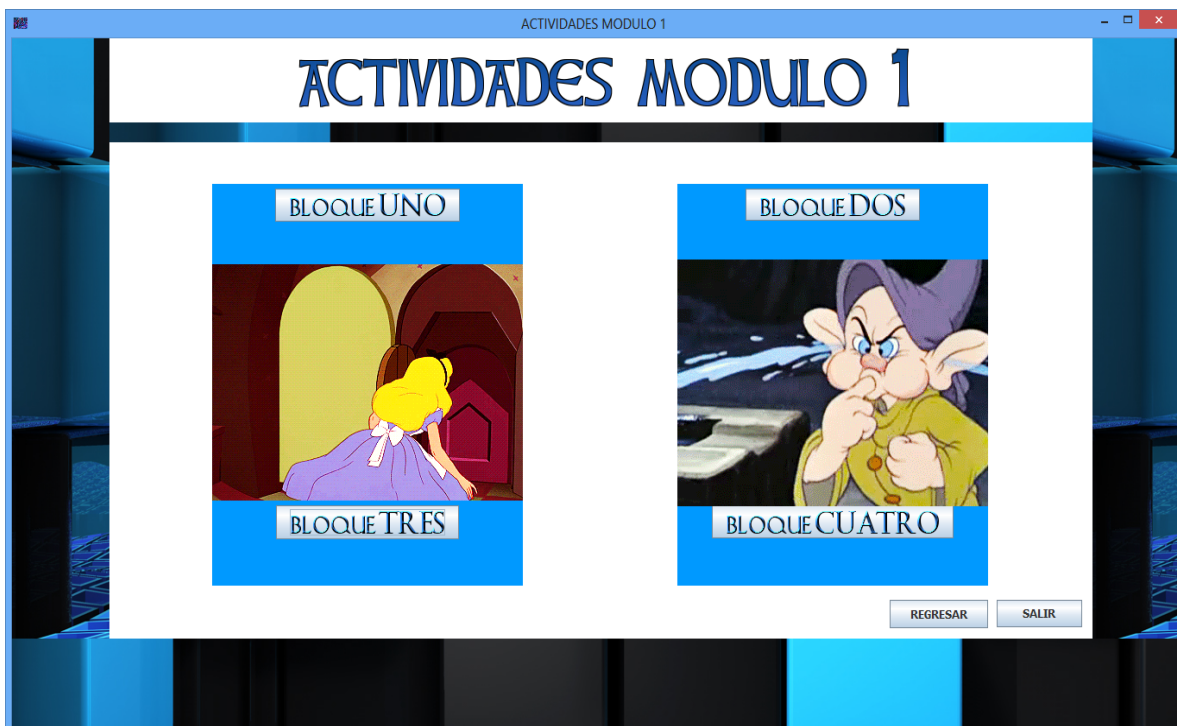 ACTIVIDADES MODULO 1
ACTIVIDADES MODULO 1
BLOQUE UNO
BLOQUE DOS
BLOQUE TRES
BLOQUE CUATRO
REGRESAR
SALIR